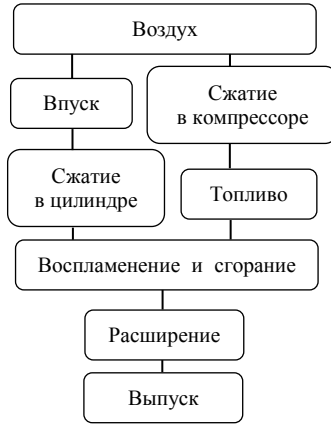 Воздух
Впуск
Сжатие
в компрессоре
Сжатие
в цилиндре
Топливо
Воспламенение и сгорание
Расширение
Выпуск